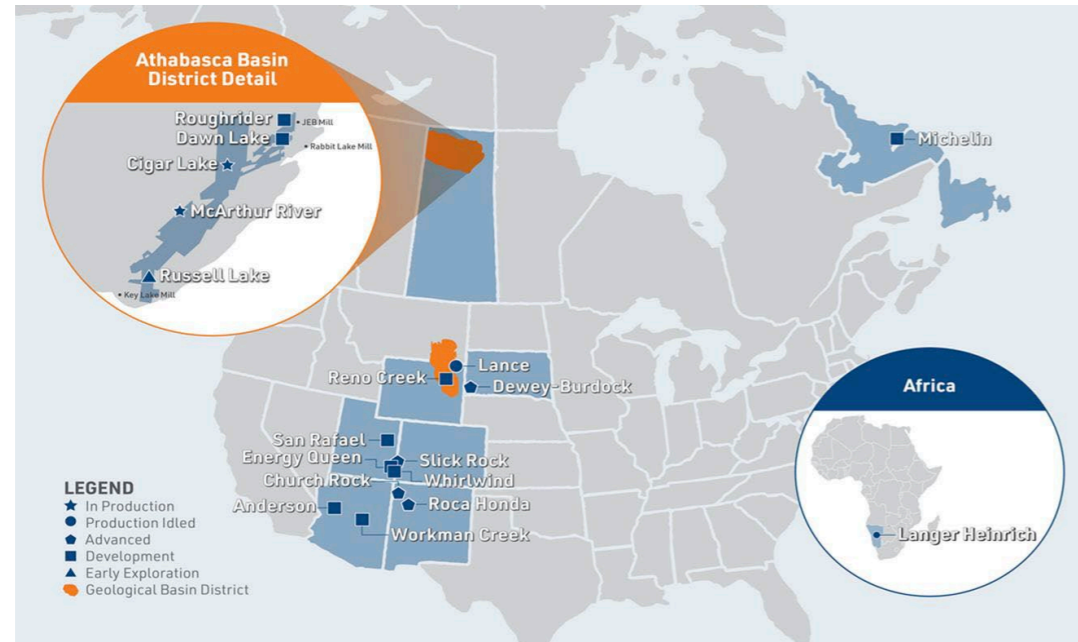 Athabasca Basin
District Detail
Roughrider
JEB Mill
Dawn Lake
Rabbit Lake Mill
Cigar Lake
McArthur River
Russell Lake
Key Lake Mill
Michelin
Lance
Reno Creek
Dewey-Burdock
San Rafael
Energy Queen
Slick Rock
Church Rock
Whirlwind
Anderson
Roca Honda
Workman Creek
Africa
Langer Heinrich
LEGEND
In Production
Production Idled
Advanced
Development
Early Exploration
Geological Basin District